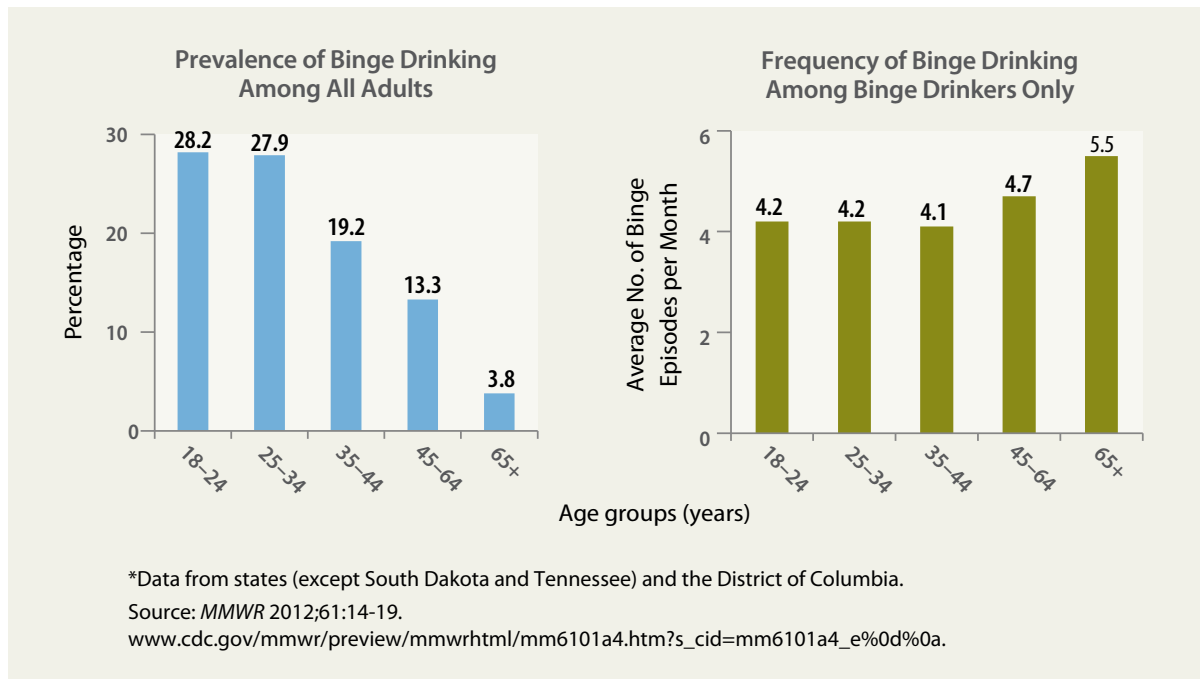 Prevalence of Binge Drinking
Among All Adults
Percentage
30
20
10
0
28.2
27.9
19.2
13.3
3.8
18–24
25–34
35–44
45–64
65+
Frequency of Binge Drinking
Among Binge Drinkers Only
Average No. of Binge
Episodes per Month
6
4
2
0
4.2
4.2
4.1
4.7
5.5
18–24
25–34
35–44
45–64
65+
Age groups (years)
*Data from states (except South Dakota and Tennessee) and the District of Columbia.
Source: MMWR 2012;61:14-19.
www.cdc.gov/mmwr/preview/mmwrhtml/mm6101a4.htm?s_cid=mm6101a4_e%0d%0a.